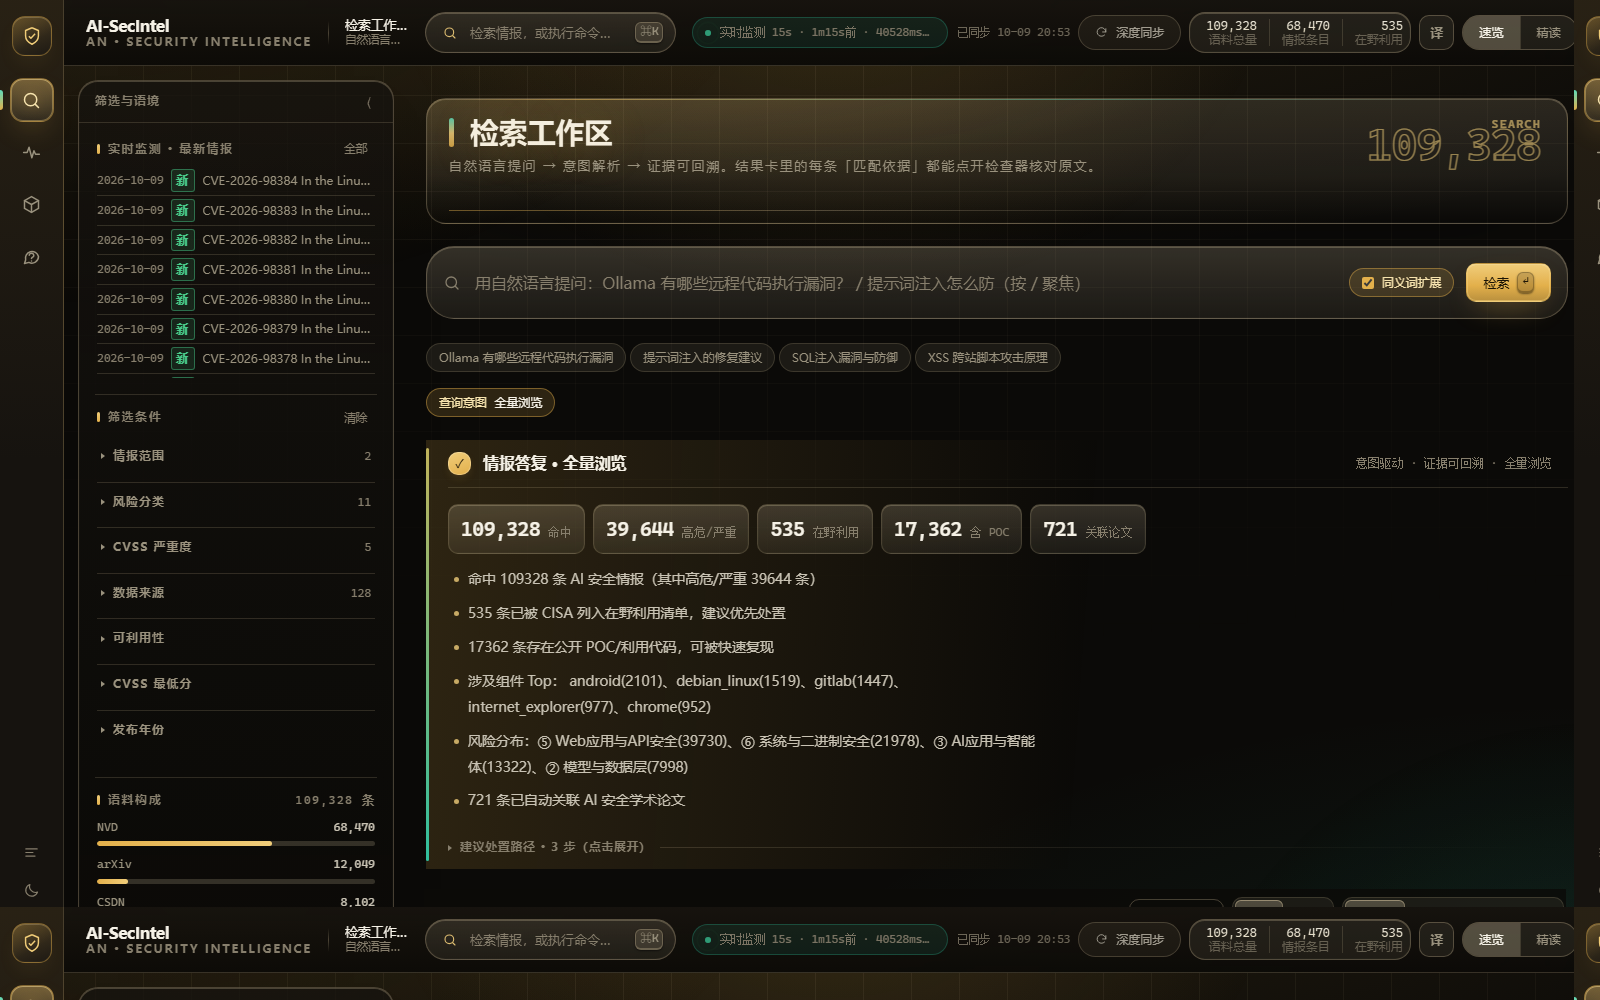 AI-SecIntel
AN • SECURITY INTELLIGENCE
检索工作...
自然语言...
检索情报，或执行命令... ⌘K
实时监测 15s · 1m15s前 · 40528ms…
已同步 10-09 20:53
深度同步
109,328 语料总量
68,470 情报条目
535 在野利用
译
速览 精读
筛选与语境
实时监测 • 最新情报 全部
2026-10-09 新 CVE-2026-98384 In the Linu...
2026-10-09 新 CVE-2026-98383 In the Linu...
2026-10-09 新 CVE-2026-98382 In the Linu...
2026-10-09 新 CVE-2026-98381 In the Linu...
2026-10-09 新 CVE-2026-98380 In the Linu...
2026-10-09 新 CVE-2026-98379 In the Linu...
2026-10-09 新 CVE-2026-98378 In the Linu...
筛选条件 清除
情报范围 2
风险分类 11
CVSS 严重度 5
数据来源 128
可利用性
CVSS 最低分
发布年份
语料构成 109,328 条
NVD 68,470
arXiv 12,049
CSDN 8,102
检索工作区
自然语言提问 → 意图解析 → 证据可回溯。结果卡里的每条「匹配依据」都能点开检查器核对原文。
SEARCH
109,328
用自然语言提问：Ollama 有哪些远程代码执行漏洞？ / 提示词注入怎么防（按 / 聚焦）
同义词扩展
检索
Ollama 有哪些远程代码执行漏洞
提示词注入的修复建议
SQL注入漏洞与防御
XSS 跨站脚本攻击原理
查询意图 全量浏览
情报答复 • 全量浏览
意图驱动 · 证据可回溯 · 全量浏览
109,328 命中
39,644 高危/严重
535 在野利用
17,362 含 POC
721 关联论文
命中 109328 条 AI 安全情报（其中高危/严重 39644 条）
535 条已被 CISA 列入在野利用清单，建议优先处置
17362 条存在公开 POC/利用代码，可被快速复现
涉及组件 Top： android(2101)、debian_linux(1519)、gitlab(1447)、
internet_explorer(977)、chrome(952)
风险分布：⑤ Web应用与API安全(39730)、⑥ 系统与二进制安全(21978)、③ AI应用与智能
体(13322)、② 模型与数据层(7998)
721 条已自动关联 AI 安全学术论文
建议处置路径 • 3 步（点击展开）
AI-SecIntel
AN • SECURITY INTELLIGENCE
检索工作...
自然语言...
检索情报，或执行命令... ⌘K
实时监测 15s · 1m15s前 · 40528ms…
已同步 10-09 20:53
深度同步
109,328 语料总量
68,470 情报条目
535 在野利用
译
速览 精读